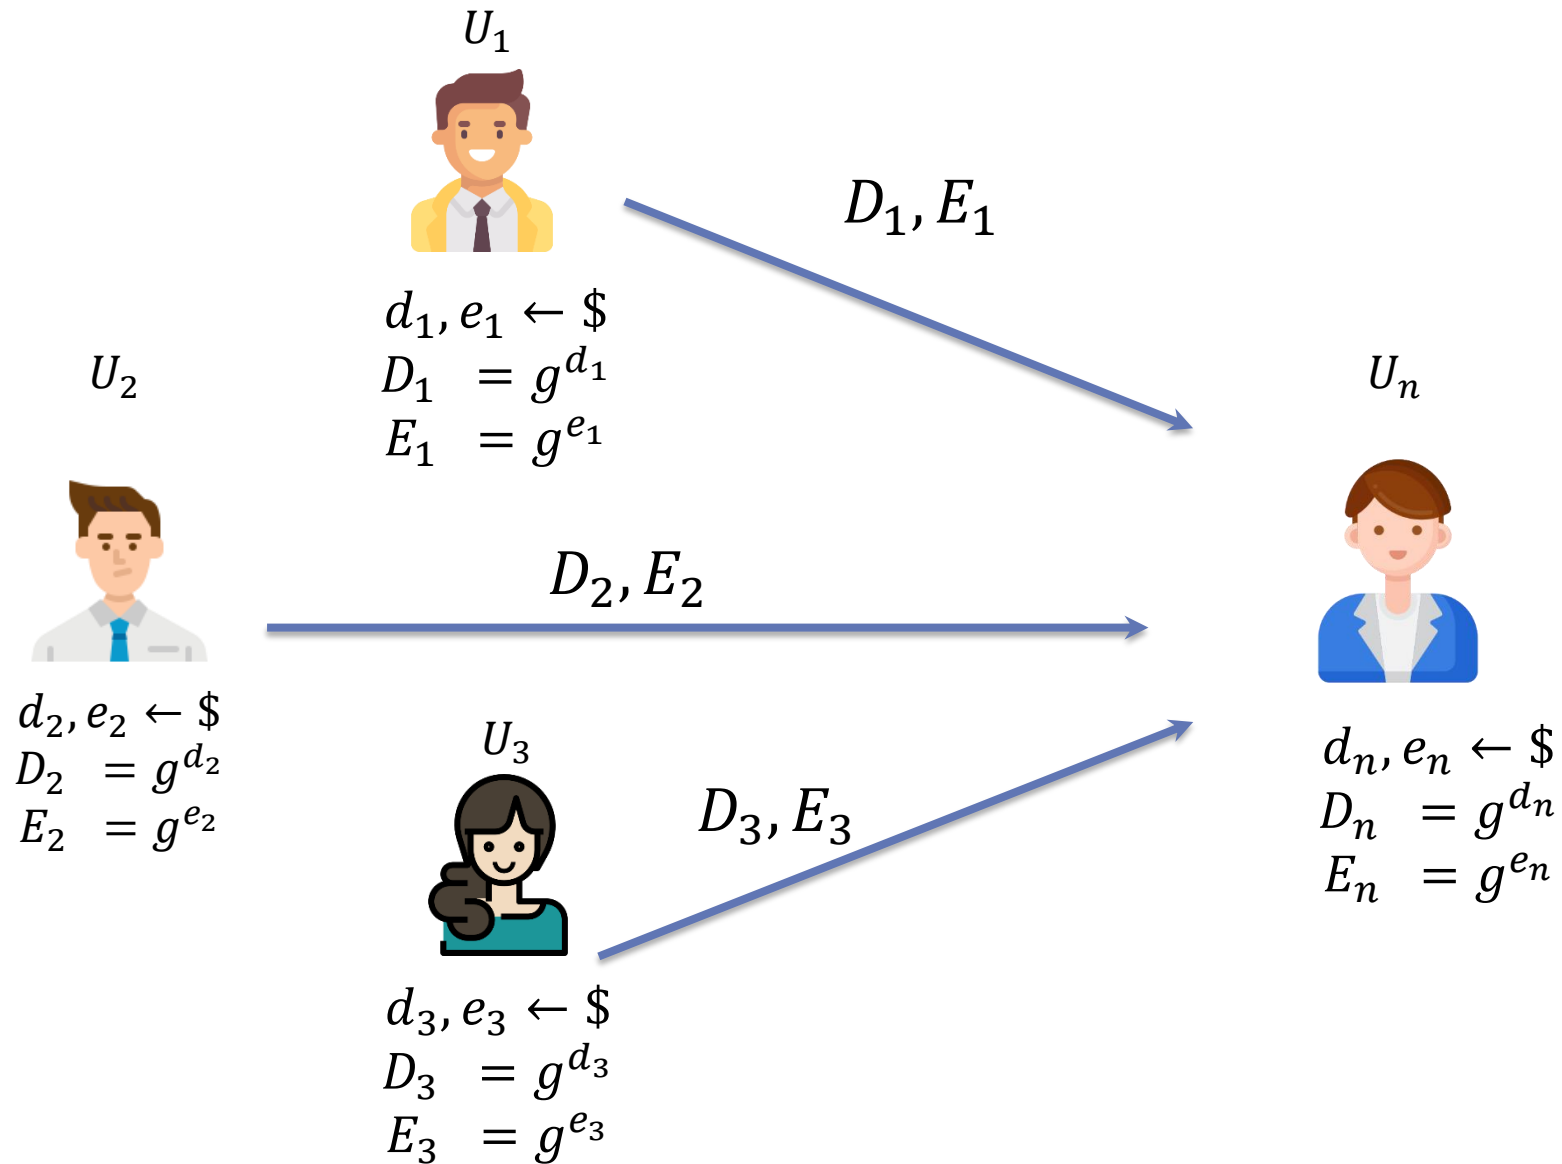 U₁
D₁, E₁
d₁, e₁ ← $
D₁ = g^{d₁}
E₁ = g^{e₁}
U₂
Uₙ
D₂, E₂
d₂, e₂ ← $
D₂ = g^{d₂}
E₂ = g^{e₂}
U₃
D₃, E₃
dₙ, eₙ ← $
Dₙ = g^{dₙ}
Eₙ = g^{eₙ}
d₃, e₃ ← $
D₃ = g^{d₃}
E₃ = g^{e₃}